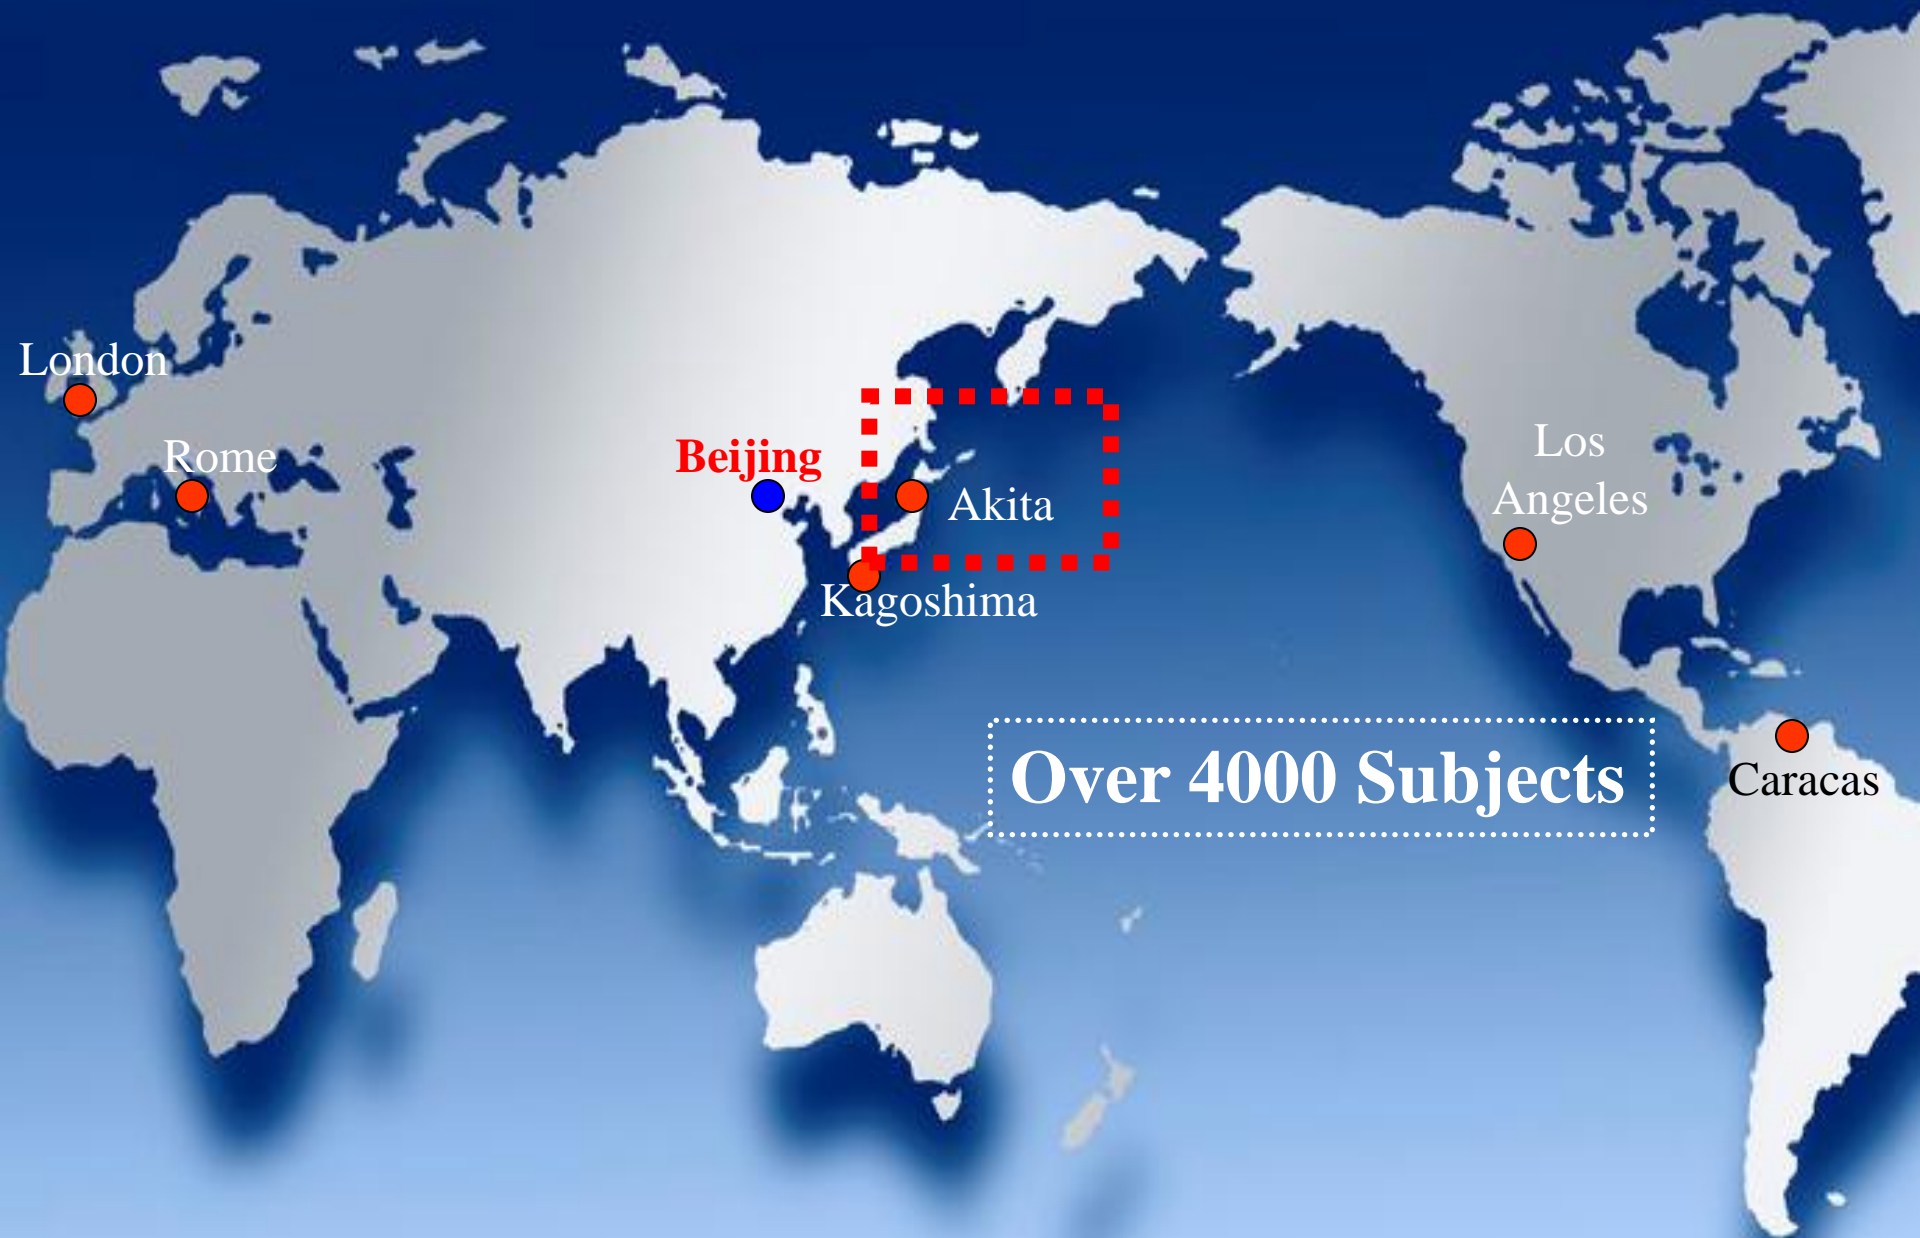 London
Rome
Beijing
Akita
Kagoshima
Los
Angeles
Over 4000 Subjects
Caracas